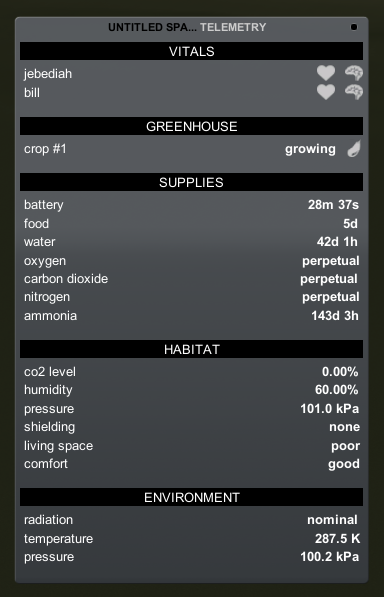 UNTITLED SPA... TELEMETRY
VITALS
jebediah
bill
GREENHOUSE
crop #1 growing
SUPPLIES
battery 28m 37s
food 5d
water 42d 1h
oxygen perpetual
carbon dioxide perpetual
nitrogen perpetual
ammonia 143d 3h
HABITAT
co2 level 0.00%
humidity 60.00%
pressure 101.0 kPa
shielding none
living space poor
comfort good
ENVIRONMENT
radiation nominal
temperature 287.5 K
pressure 100.2 kPa